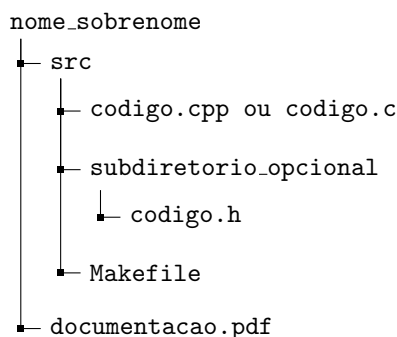 nome_sobrenome
src
codigo.cpp ou codigo.c
subdiretorio_opcional
codigo.h
Makefile
documentacao.pdf